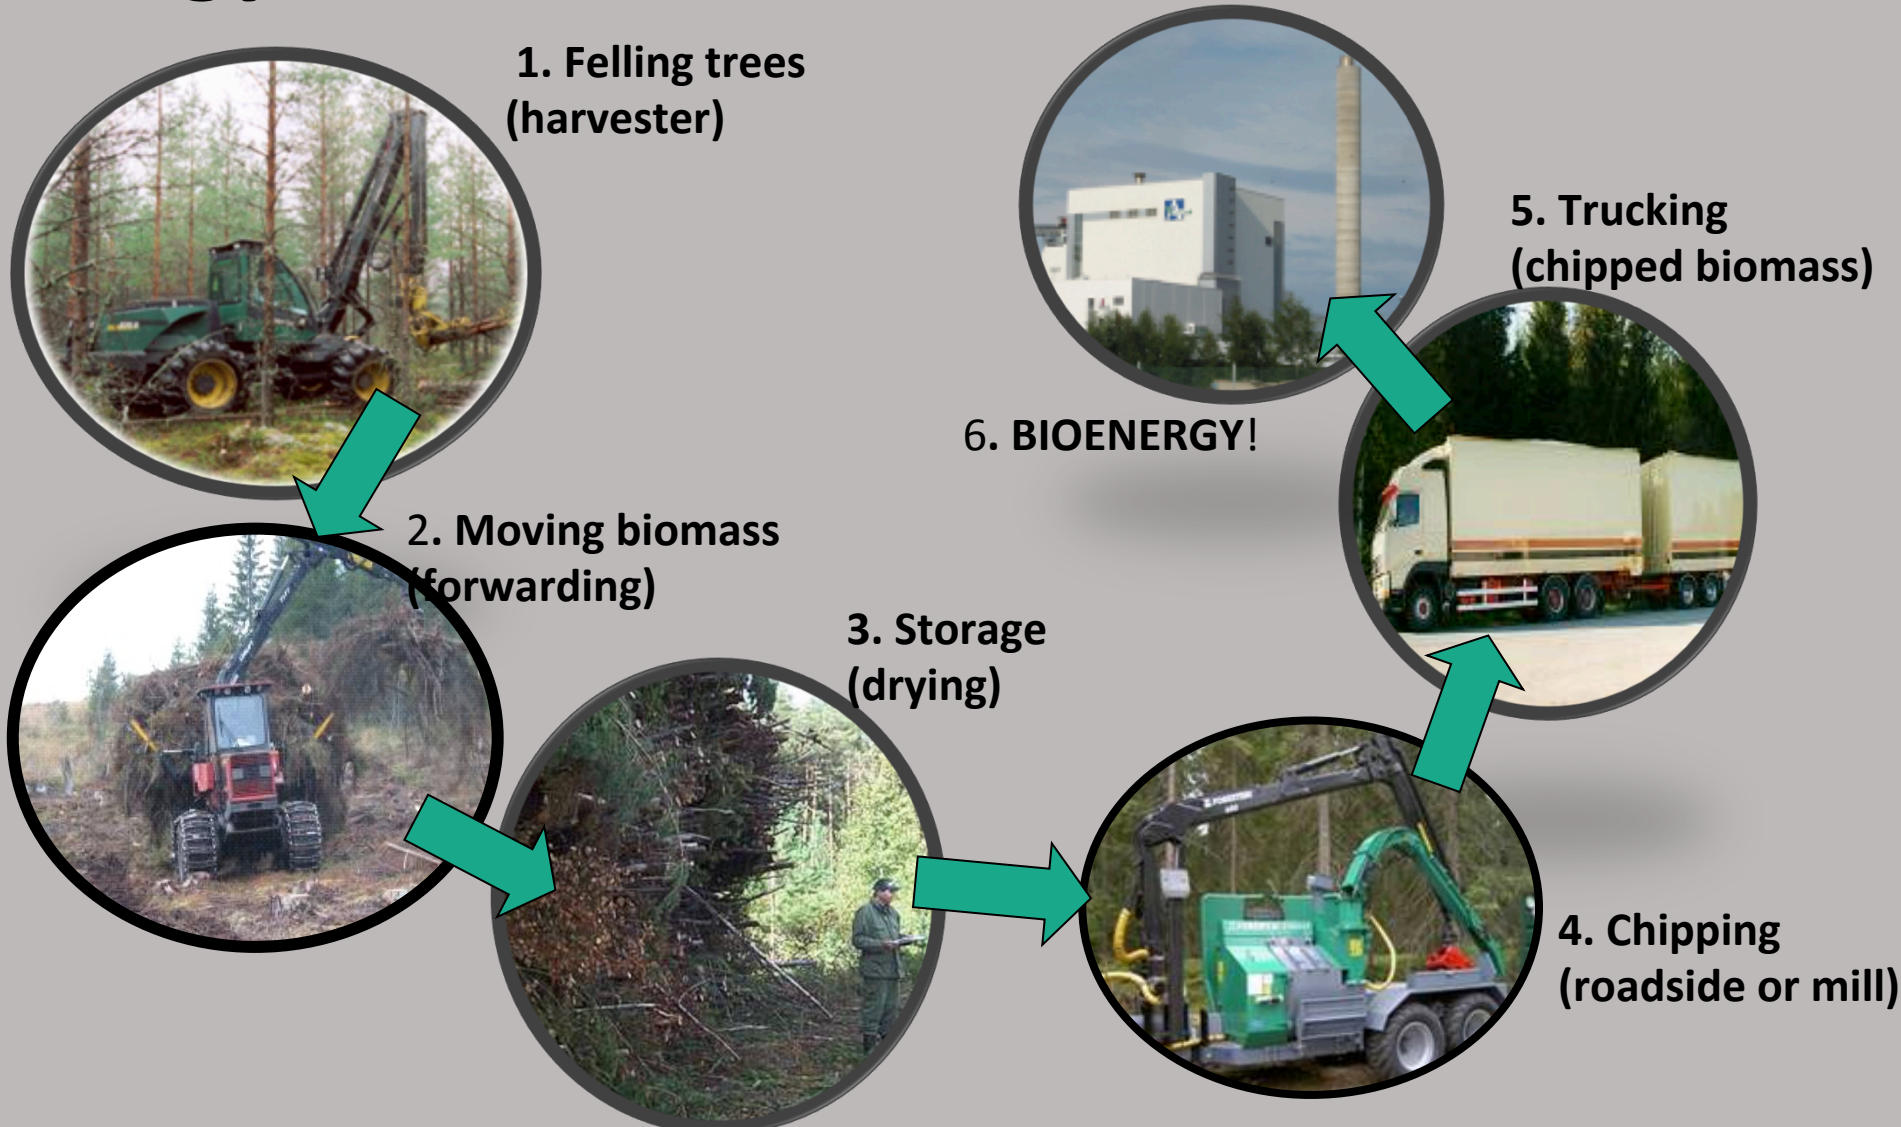 1. Felling trees
(harvester)
2. Moving biomass
(forwarding)
3. Storage
(drying)
4. Chipping
(roadside or mill)
5. Trucking
(chipped biomass)
6. BIOENERGY!